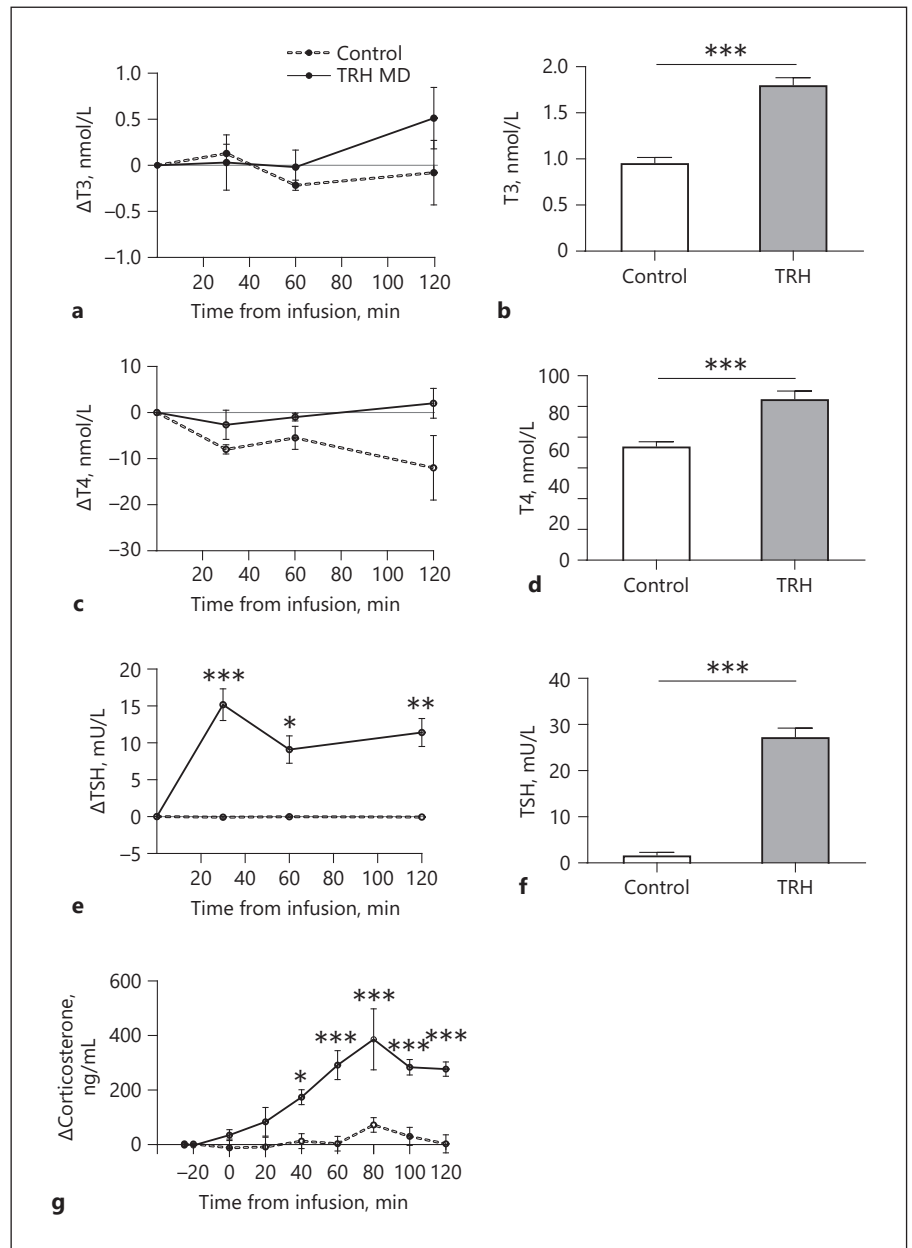 Control
TRH MD
1.0
0.5
0
–0.5
–1.0
ΔT3, nmol/L
20 40 60 80 100 120
Time from infusion, min
a
***
2.0
1.5
1.0
0.5
0
T3, nmol/L
Control TRH
b
10
0
–10
–20
–30
ΔT4, nmol/L
20 40 60 80 100 120
Time from infusion, min
c
***
100
80
60
40
20
0
T4, nmol/L
Control TRH
d
20
15
10
5
0
–5
ΔTSH, mU/L
***
*
**
20 40 60 80 100 120
Time from infusion, min
e
***
40
30
20
10
0
TSH, mU/L
Control TRH
f
600
400
200
0
ΔCorticosterone,
ng/mL
*
***
***
***
***
–20 0 20 40 60 80 100 120
Time from infusion, min
g